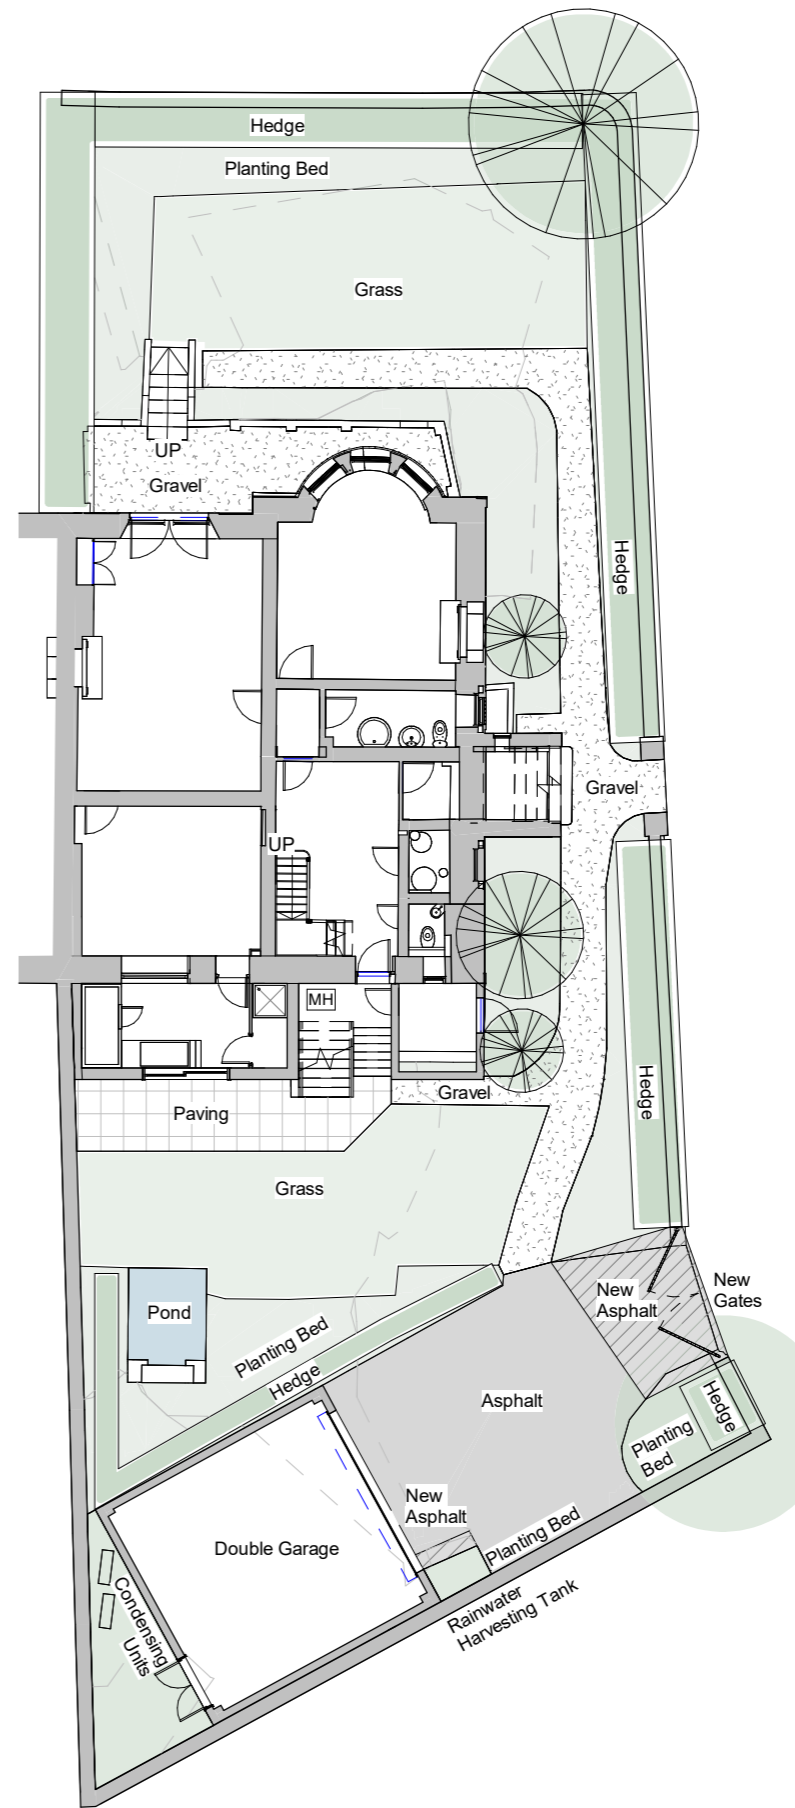 Hedge
Planting Bed
Grass
UP
Gravel
Hedge
Gravel
UP
MH
Hedge
Gravel
Paving
Grass
New
Asphalt
New
Gates
Pond
Planting Bed
Hedge
Asphalt
Hedge
Planting
Bed
New
Asphalt
Double Garage
Planting Bed
Condensing
Units
Rainwater
Harvesting Tank